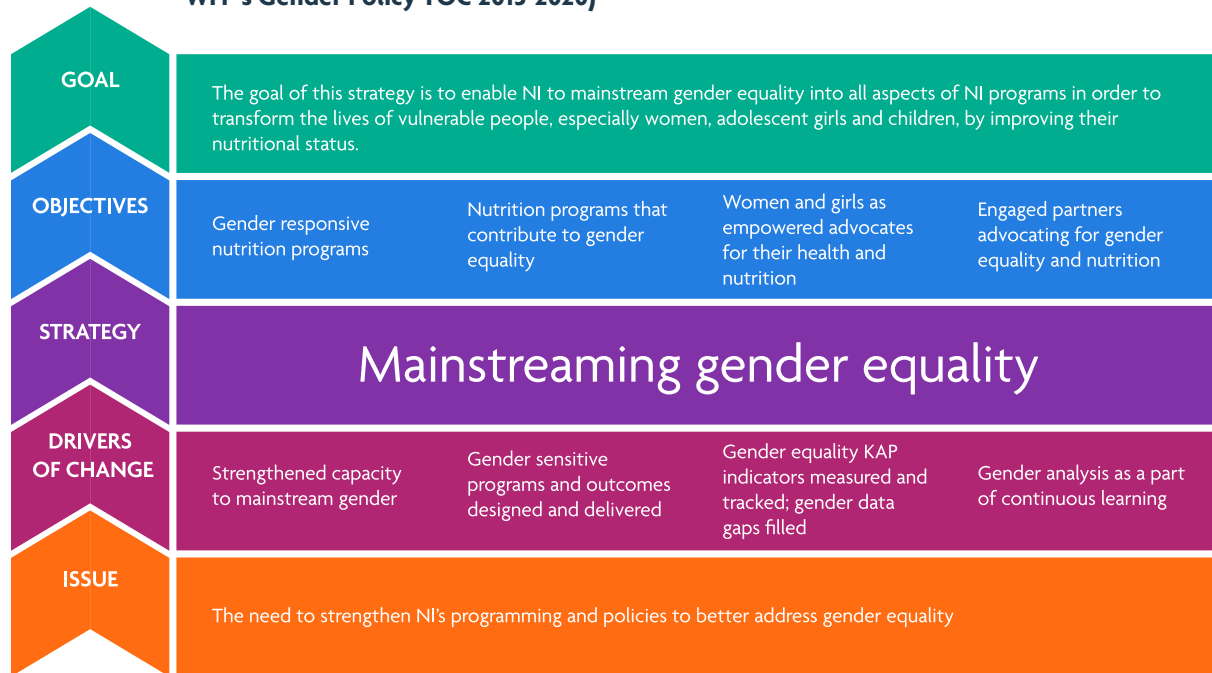 WFP's Gender Policy TOC 2015-2020)
GOAL
The goal of this strategy is to enable NI to mainstream gender equality into all aspects of NI programs in order to
transform the lives of vulnerable people, especially women, adolescent girls and children, by improving their
nutritional status.
OBJECTIVES
Gender responsive
nutrition programs
Nutrition programs that
contribute to gender
equality
Women and girls as
empowered advocates
for their health and
nutrition
Engaged partners
advocating for gender
equality and nutrition
STRATEGY
Mainstreaming gender equality
DRIVERS
OF CHANGE
Strengthened capacity
to mainstream gender
Gender sensitive
programs and outcomes
designed and delivered
Gender equality KAP
indicators measured and
tracked; gender data
gaps filled
Gender analysis as a part
of continuous learning
ISSUE
The need to strengthen NI's programming and policies to better address gender equality